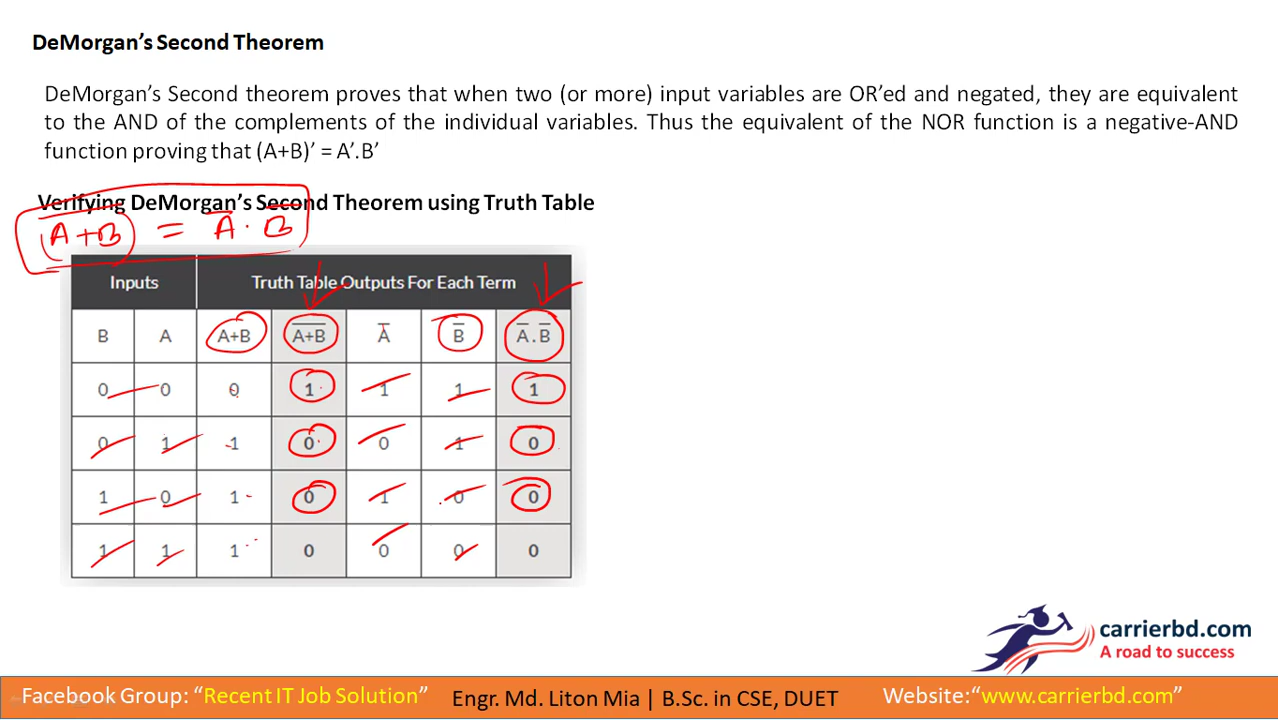 DeMorgan's Second Theorem
DeMorgan's Second theorem proves that when two (or more) input variables are OR'ed and negated, they are equivalent
to the AND of the complements of the individual variables. Thus the equivalent of the NOR function is a negative-AND
function proving that (A+B)' = A'.B'
Verifying DeMorgan's Second Theorem using Truth Table
(A̅+̅B̅) = A̅ . B̅
Inputs Truth Table Outputs For Each Term
B A A+B A̅+̅B̅ A̅ B̅ A̅ . B̅
0 0 0 1 1 1 1
0 1 1 0 0 1 0
1 0 1 0 1 0 0
1 1 1 0 0 0 0
carrierbd.com
A road to success
Facebook Group: "Recent IT Job Solution" Engr. Md. Liton Mia | B.Sc. in CSE, DUET Website:"www.carrierbd.com"